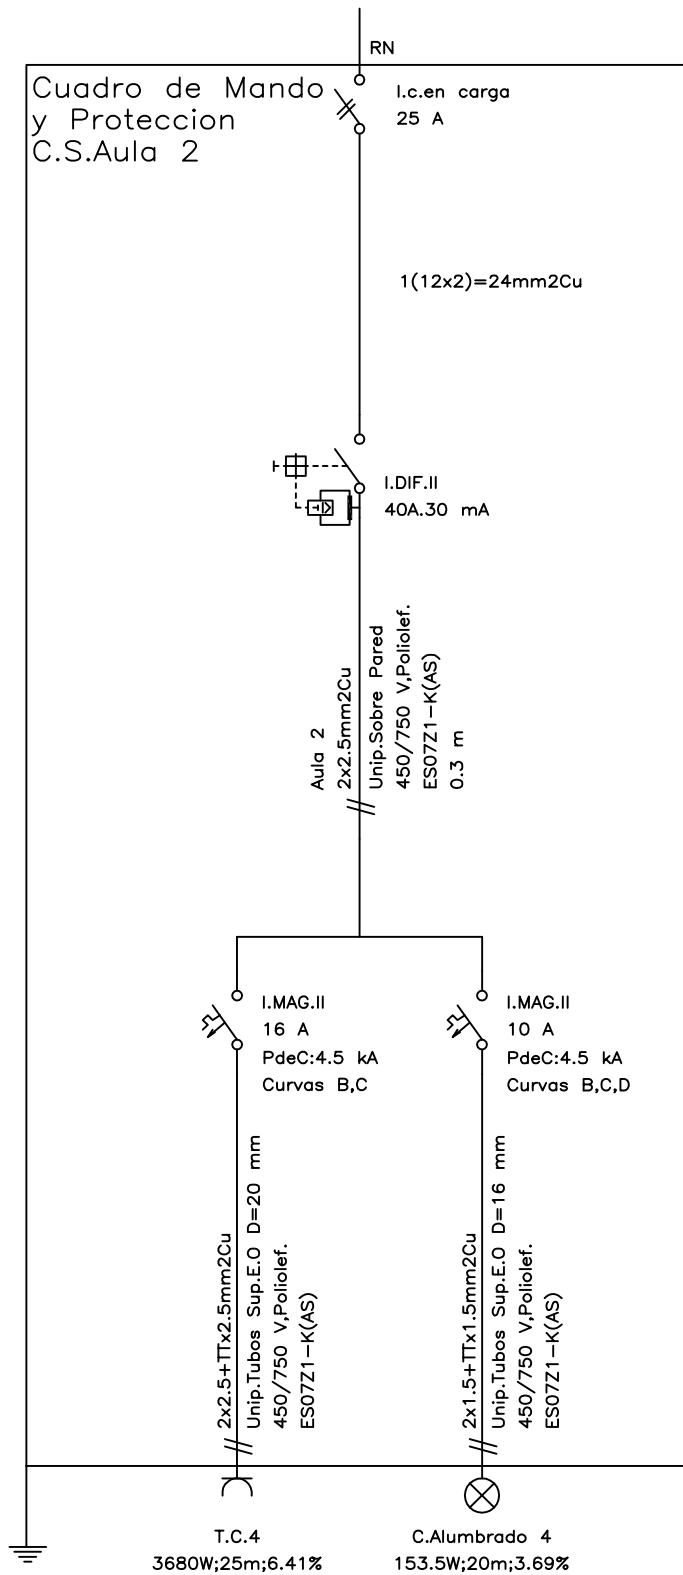 RN
Cuadro de Mando
y Proteccion
C.S.Aula 2
I.c.en carga
25 A
1(12x2)=24mm2Cu
I.DIF.II
40A.30 mA
Aula 2
2x2.5mm2Cu
Unip.Sobre Pared
450/750 V,Poliolef.
ES07Z1-K(AS)
0.3 m
I.MAG.II
16 A
PdeC:4.5 kA
Curvas B,C
I.MAG.II
10 A
PdeC:4.5 kA
Curvas B,C,D
2x2.5+TTx2.5mm2Cu
Unip.Tubos Sup.E.O D=20 mm
450/750 V,Poliolef.
ES07Z1-K(AS)
2x1.5+TTx1.5mm2Cu
Unip.Tubos Sup.E.O D=16 mm
450/750 V,Poliolef.
ES07Z1-K(AS)
T.C.4
3680W;25m;6.41%
C.Alumbrado 4
153.5W;20m;3.69%